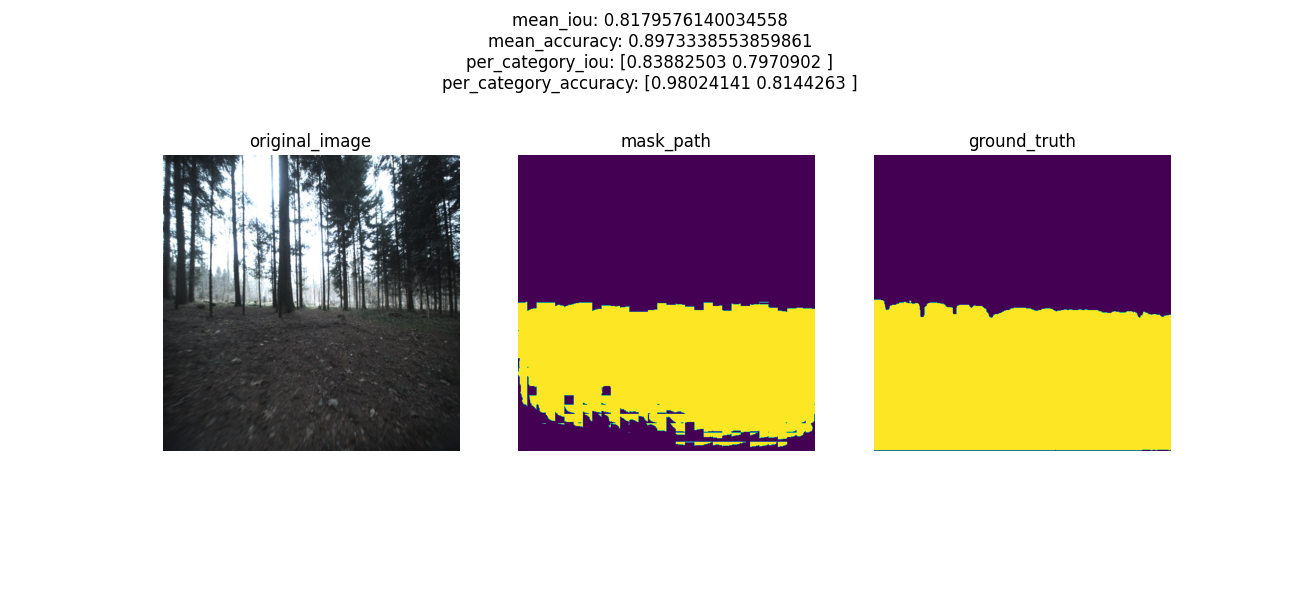 mean_iou: 0.8179576140034558
mean_accuracy: 0.8973338553859861
per_category_iou: [0.83882503 0.7970902 ]
per_category_accuracy: [0.98024141 0.8144263 ]
original_image
mask_path
ground_truth